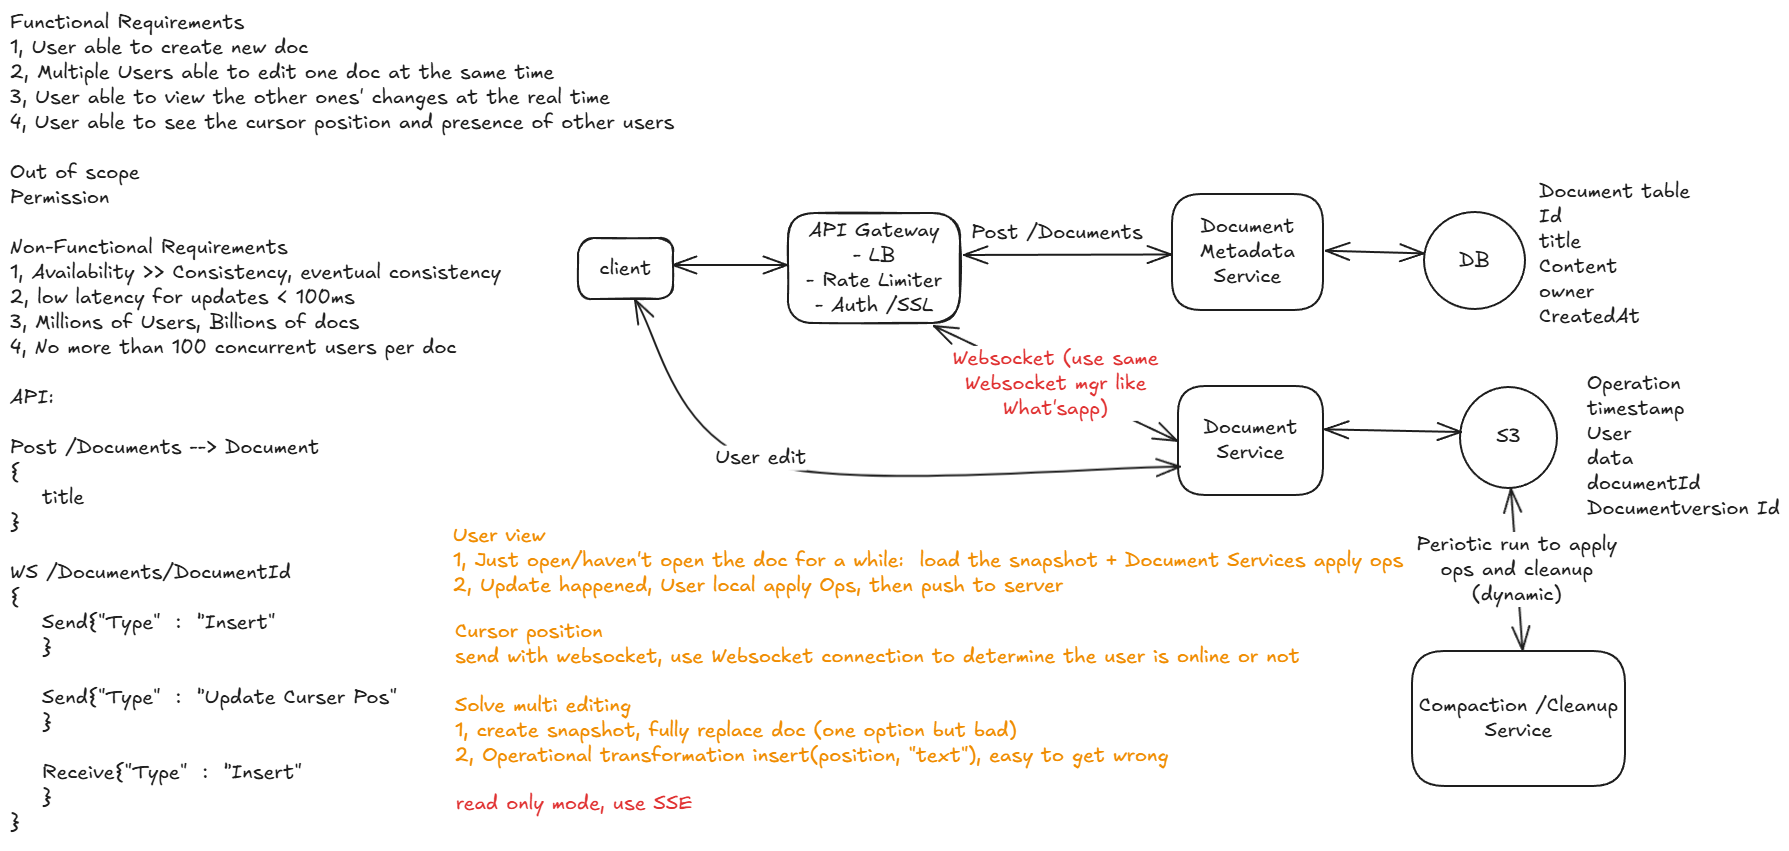 Functional Requirements
1, User able to create new doc
2, Multiple Users able to edit one doc at the same time
3, User able to view the other ones' changes at the real time
4, User able to see the cursor position and presence of other users
Out of scope
Permission
Non-Functional Requirements
1, Availability >> Consistency, eventual consistency
2, low latency for updates < 100ms
3, Millions of Users, Billions of docs
4, No more than 100 concurrent users per doc
API:
Post /Documents --> Document
{
title
}
WS /Documents/DocumentId
{
Send{"Type" : "Insert"
}
Send{"Type" : "Update Curser Pos"
}
Receive{"Type" : "Insert"
}
}
client
API Gateway
- LB
- Rate Limiter
- Auth /SSL
Post /Documents
Document
Metadata
Service
DB
Document table
Id
title
Content
owner
CreatedAt
Websocket (use same
Websocket mgr like
What'sapp)
User edit
Document
Service
S3
Operation
timestamp
User
data
documentId
Documentversion Id
Periotic run to apply
ops and cleanup
(dynamic)
Compaction /Cleanup
Service
User view
1, Just open/haven't open the doc for a while: load the snapshot + Document Services apply ops
2, Update happened, User local apply Ops, then push to server
Cursor position
send with websocket, use Websocket connection to determine the user is online or not
Solve multi editing
1, create snapshot, fully replace doc (one option but bad)
2, Operational transformation insert(position, "text"), easy to get wrong
read only mode, use SSE